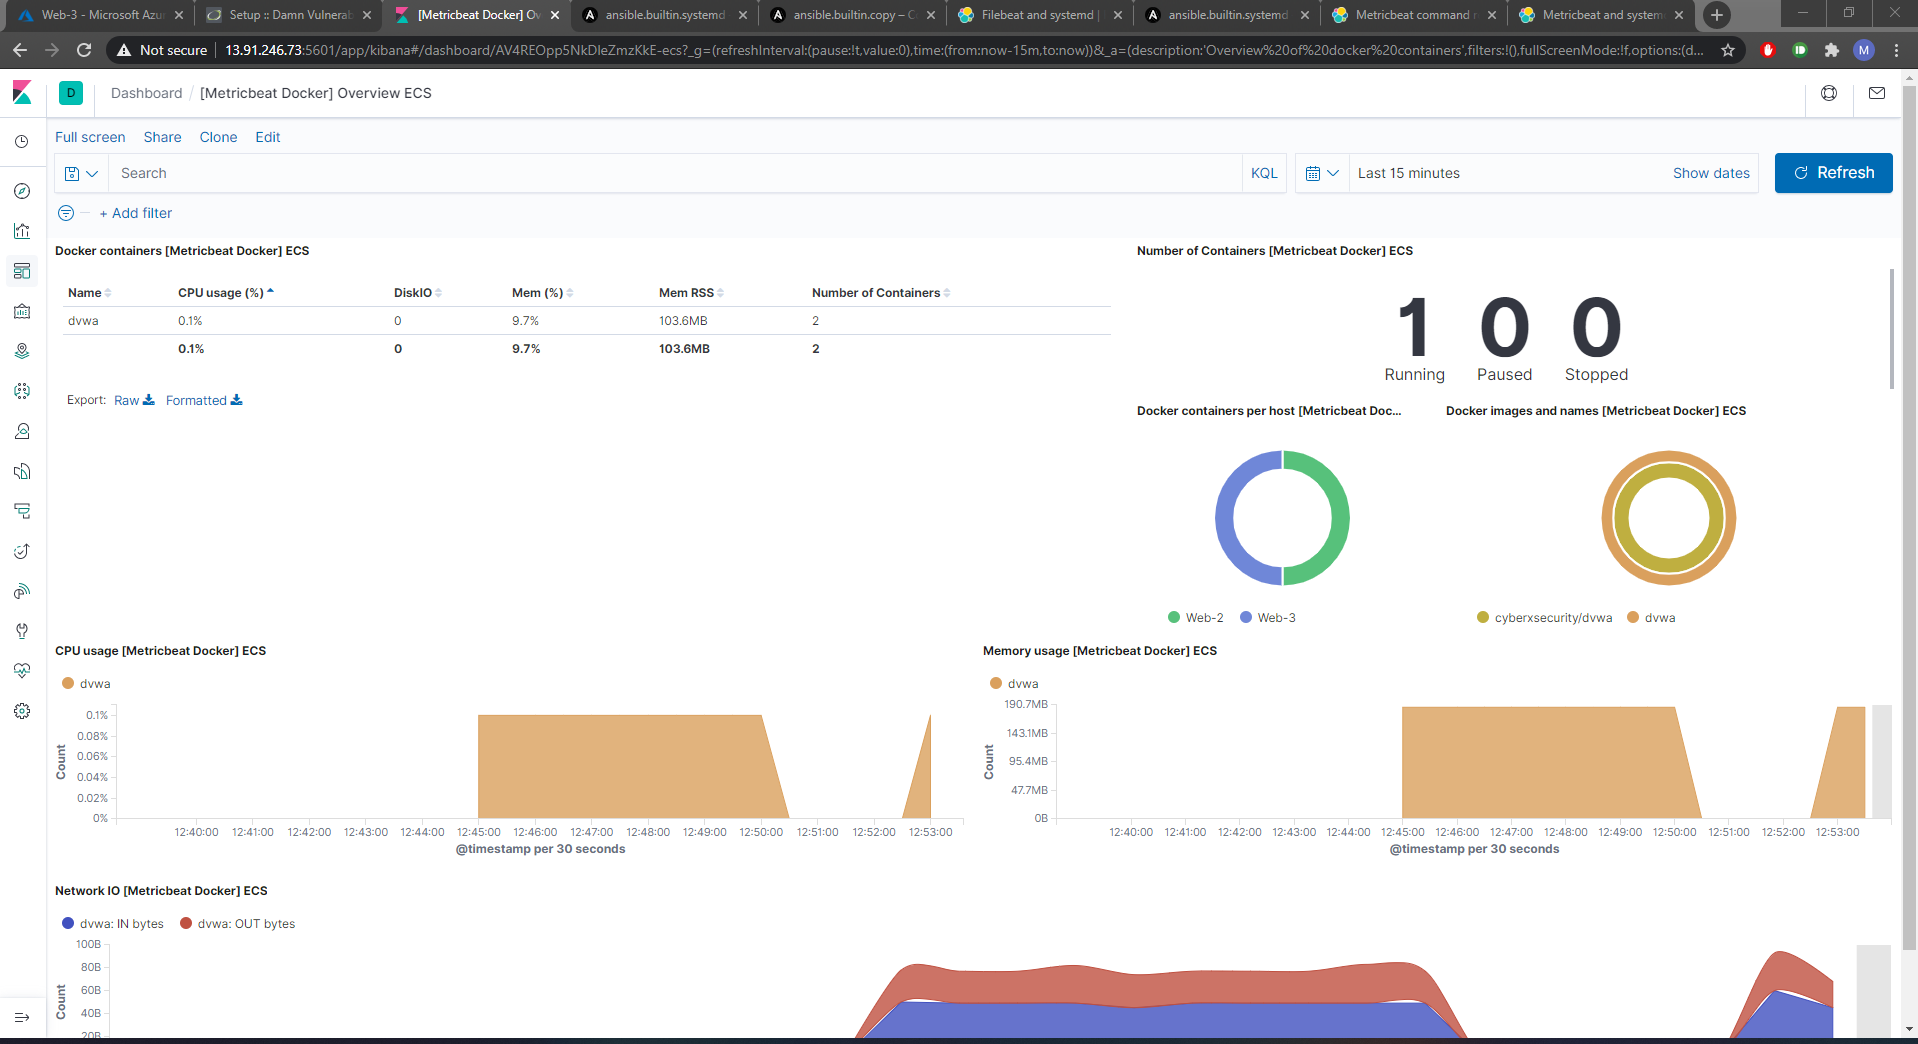 Web-3 - Microsoft Azu
Setup :: Damn Vulnerab
[Metricbeat Docker] Ov
ansible.builtin.systemd
ansible.builtin.copy – C
Filebeat and systemd |
ansible.builtin.systemd
Metricbeat command r
Metricbeat and system
Not secure | 13.91.246.73:5601/app/kibana#/dashboard/AV4REOpp5NkDleZmzKkE-ecs?_g=(refreshInterval:(pause:!t,value:0),time:(from:now-15m,to:now))&_a=(description:'Overview%20of%20docker%20containers',filters:!(),fullScreenMode:!f,options:(d...
M
D
Dashboard / [Metricbeat Docker] Overview ECS
Full screen Share Clone Edit
Search KQL Last 15 minutes Show dates Refresh
+ Add filter
Docker containers [Metricbeat Docker] ECS
Name CPU usage (%) DiskIO Mem (%) Mem RSS Number of Containers
dvwa 0.1% 0 9.7% 103.6MB 2
0.1% 0 9.7% 103.6MB 2
Export: Raw Formatted
Number of Containers [Metricbeat Docker] ECS
1 0 0
Running Paused Stopped
Docker containers per host [Metricbeat Doc...
Web-2 Web-3
Docker images and names [Metricbeat Docker] ECS
cyberxsecurity/dvwa dvwa
CPU usage [Metricbeat Docker] ECS
dvwa
0.1%
0.08%
0.06%
0.04%
0.02%
0%
Count
12:40:00 12:41:00 12:42:00 12:43:00 12:44:00 12:45:00 12:46:00 12:47:00 12:48:00 12:49:00 12:50:00 12:51:00 12:52:00 12:53:00
@timestamp per 30 seconds
Memory usage [Metricbeat Docker] ECS
dvwa
190.7MB
143.1MB
95.4MB
47.7MB
0B
Count
12:40:00 12:41:00 12:42:00 12:43:00 12:44:00 12:45:00 12:46:00 12:47:00 12:48:00 12:49:00 12:50:00 12:51:00 12:52:00 12:53:00
@timestamp per 30 seconds
Network IO [Metricbeat Docker] ECS
dvwa: IN bytes dvwa: OUT bytes
100B
80B
60B
40B
20B
Count